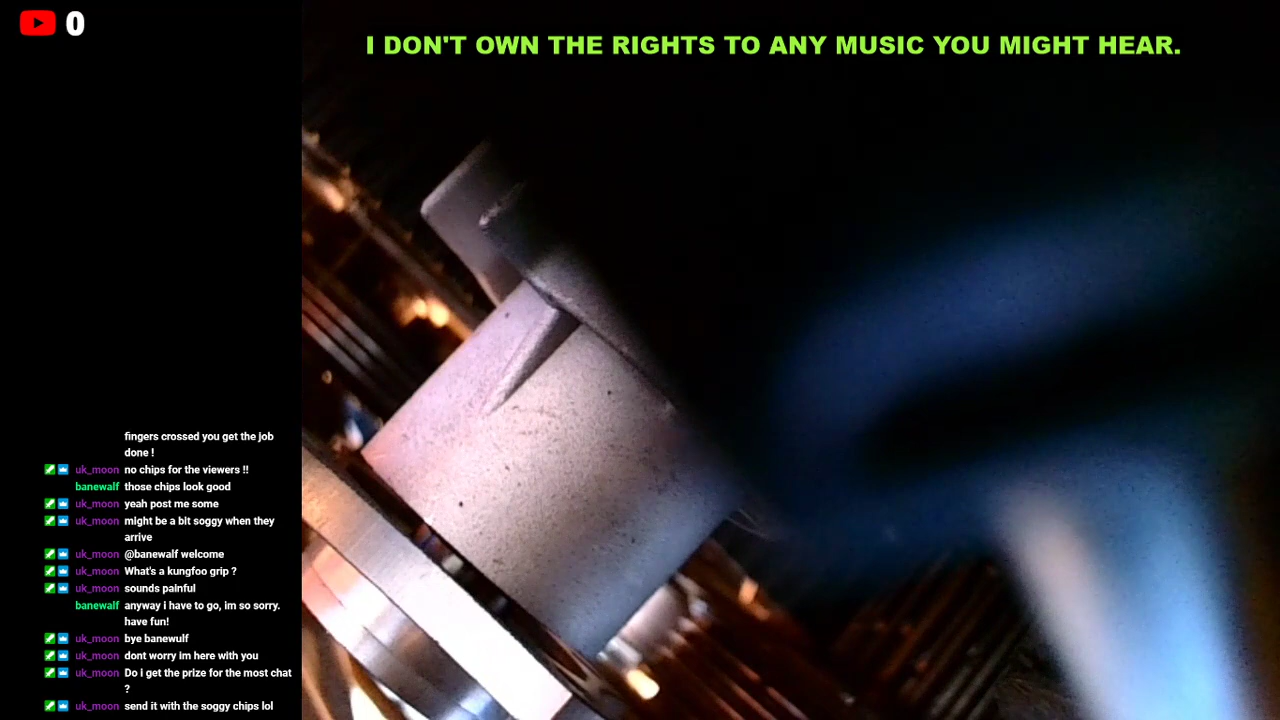 0
I DON'T OWN THE RIGHTS TO ANY MUSIC YOU MIGHT HEAR.
fingers crossed you get the job
done !
uk_moon no chips for the viewers !!
banewalf those chips look good
uk_moon yeah post me some
uk_moon might be a bit soggy when they
arrive
uk_moon @banewalf welcome
uk_moon What's a kungfoo grip ?
uk_moon sounds painful
banewalf anyway i have to go, im so sorry.
have fun!
uk_moon bye banewulf
uk_moon dont worry im here with you
uk_moon Do i get the prize for the most chat
?
uk_moon send it with the soggy chips lol